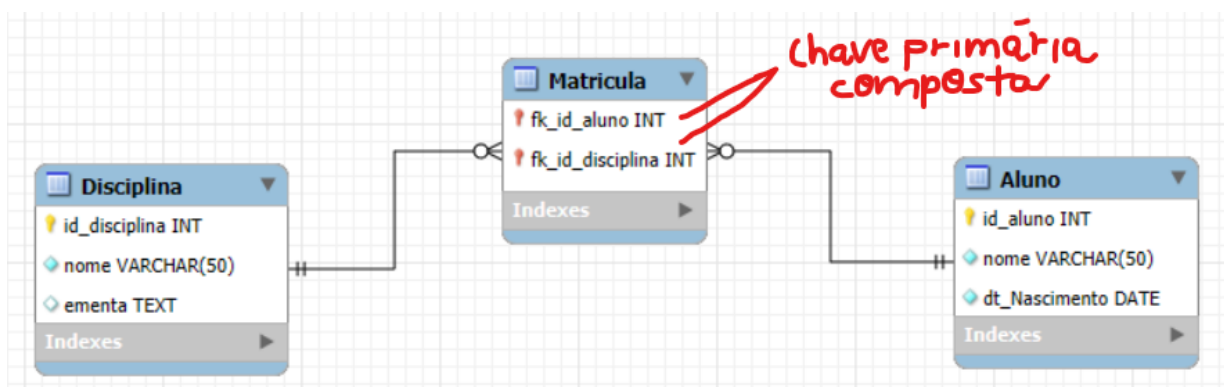 chave primária
composta
Matricula
fk_id_aluno INT
fk_id_disciplina INT
Indexes
Disciplina
id_disciplina INT
nome VARCHAR(50)
ementa TEXT
Indexes
Aluno
id_aluno INT
nome VARCHAR(50)
dt_Nascimento DATE
Indexes